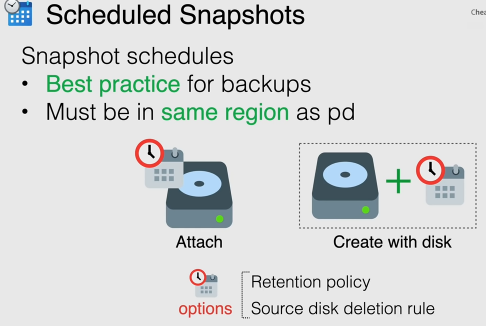 Scheduled Snapshots
Chea
Snapshot schedules
• Best practice for backups
• Must be in same region as pd
Attach
Create with disk
options
Retention policy
Source disk deletion rule